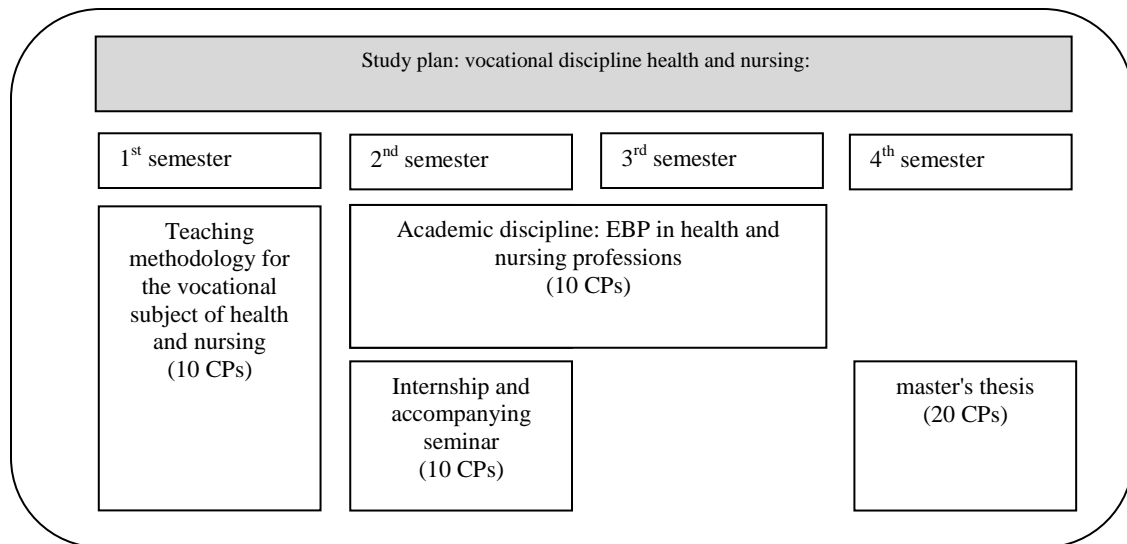 Study plan: vocational discipline health and nursing:
1st semester
2nd semester
3rd semester
4th semester
Teaching
methodology for
the vocational
subject of health
and nursing
(10 CPs)
Academic discipline: EBP in health and
nursing professions
(10 CPs)
Internship and
accompanying
seminar
(10 CPs)
master's thesis
(20 CPs)